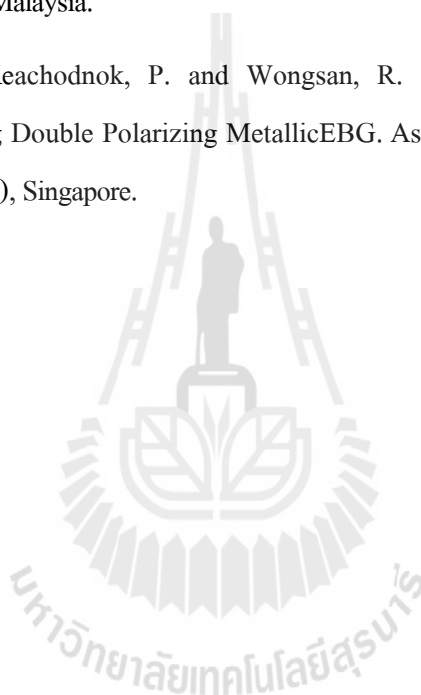 Malaysia.
eachodnok, P. and Wongsan, R.
g Double Polarizing MetallicEBG. As
), Singapore.
มหาวิทยาลัยเทคโนโลยีสุรนารี